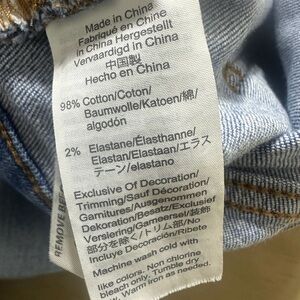 Made in China
Fabriqué en Chine
In China Hergestellt
Vervaardigd in China
中国製
Hecho en China
98% Cotton/Coton/
Baumwolle/Katoen/綿/
algodón
2% Elastane/Élasthanne/
Elastan/Elastaan/エラス
テーン/elastano
Exclusive Of Decoration/
Trimming/Sauf Décoration/
Garnitures/Ausgenommen
Dekoration/Besatz/Exclusief
Versiering/Garneersel/装飾
部分を除く/トリム部/No
Incluye Decoración/Ribete
Machine wash cold with
like colors. Non chlorine
bleach only. Tumble dry
Warm iron as needed.
REMOVE BEF